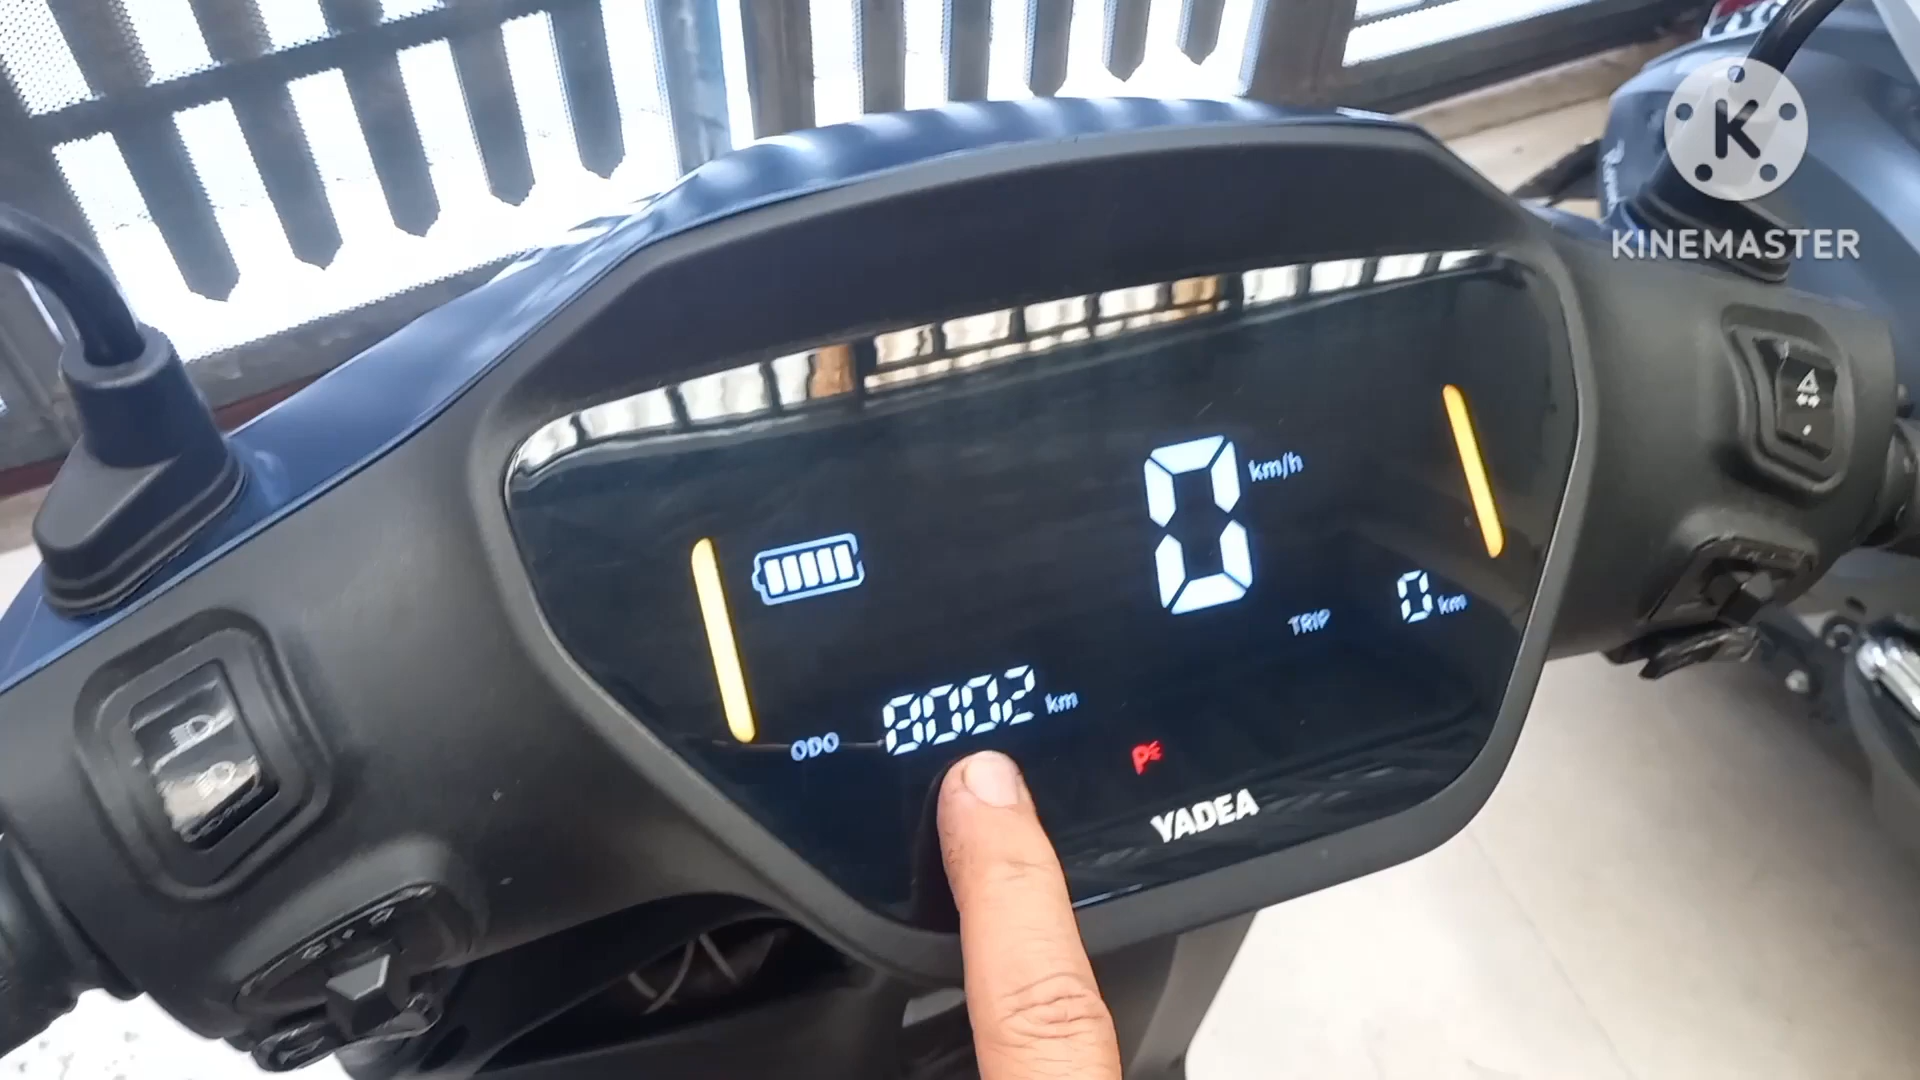 K
KINEMASTER
0 km/h
TRIP 0 km
ODO 8002 km
P
YADEA